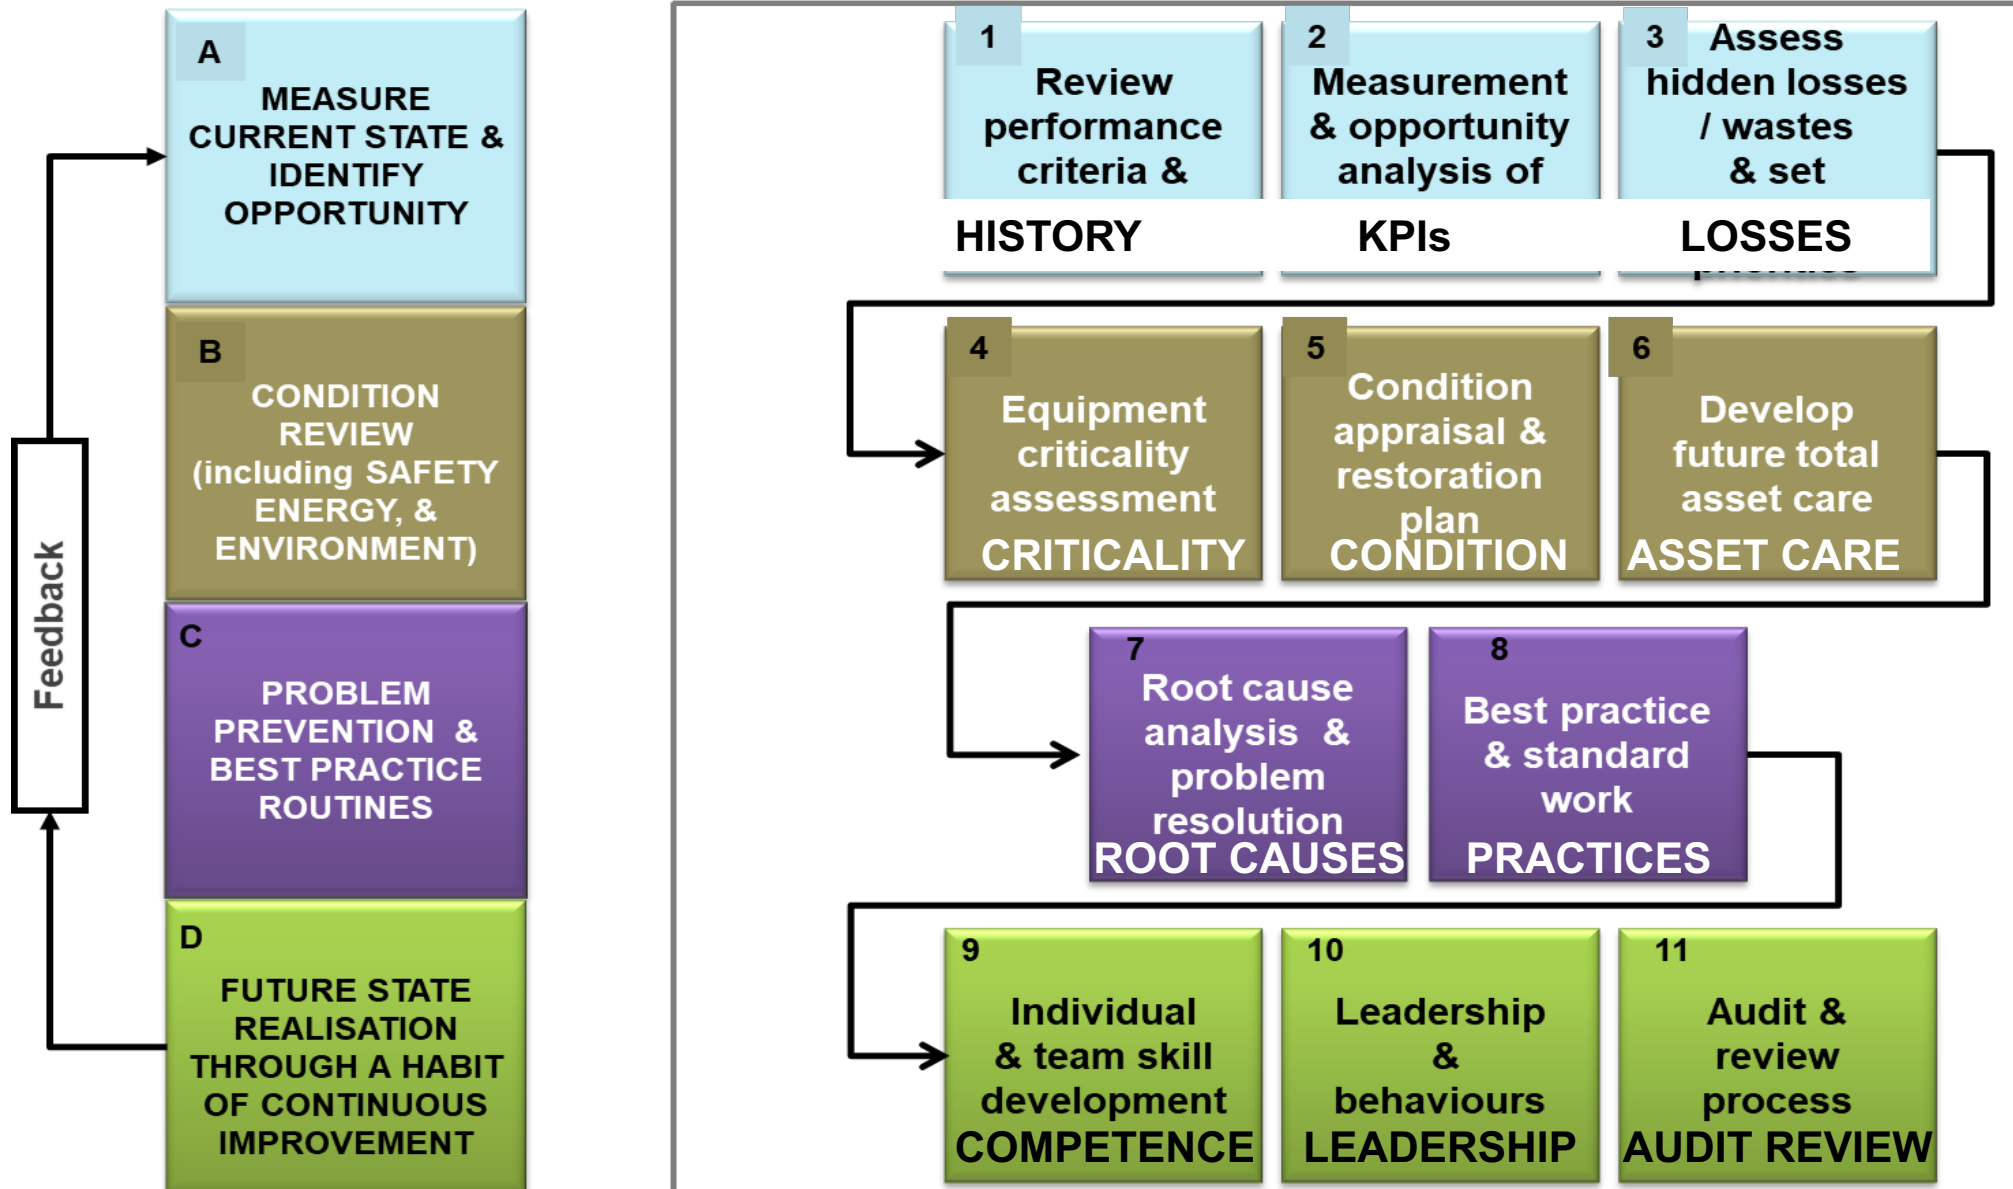 A
MEASURE
CURRENT STATE &
IDENTIFY
OPPORTUNITY
B
CONDITION
REVIEW
(including SAFETY
ENERGY, &
ENVIRONMENT)
C
PROBLEM
PREVENTION &
BEST PRACTICE
ROUTINES
D
FUTURE STATE
REALISATION
THROUGH A HABIT
OF CONTINUOUS
IMPROVEMENT
Feedback
1
Review
performance
criteria &
HISTORY
2
Measurement
& opportunity
analysis of
KPIs
3
Assess
hidden losses
/ wastes
& set
LOSSES
4
Equipment
criticality
assessment
CRITICALITY
5
Condition
appraisal &
restoration
plan
CONDITION
6
Develop
future total
asset care
ASSET CARE
7
Root cause
analysis &
problem
resolution
ROOT CAUSES
8
Best practice
& standard
work
PRACTICES
9
Individual
& team skill
development
COMPETENCE
10
Leadership
&
behaviours
LEADERSHIP
11
Audit &
review
process
AUDIT REVIEW